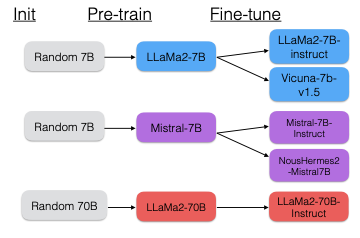 Init Pre-train Fine-tune
Random 7B
LLaMa2-7B
LLaMa2-7B-
instruct
Vicuna-7b-
v1.5
Random 7B
Mistral-7B
Mistral-7B-
Instruct
NousHermes2
-Mistral7B
Random 70B
LLaMa2-70B
LLaMa2-70B-
Instruct